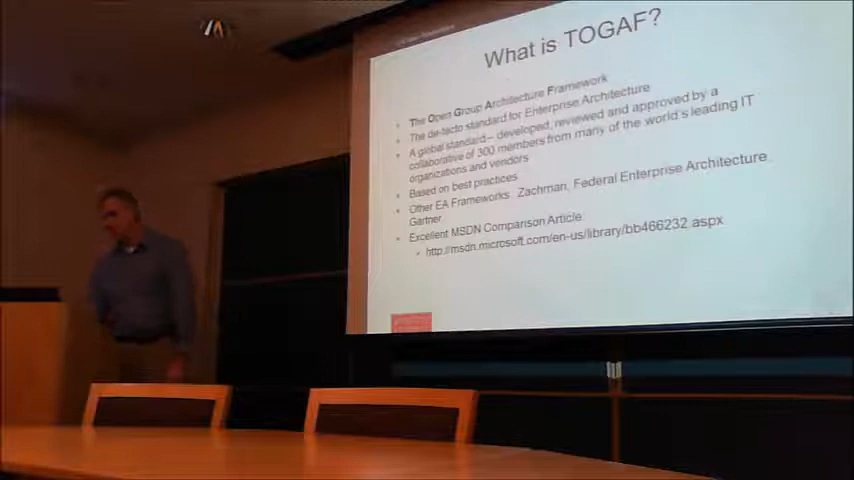 What is TOGAF?
The Open Group Architecture Framework
The de-facto standard for Enterprise Architecture
A global standard – developed, reviewed and approved by a
collaborative of 300 members from many of the world's leading IT
organizations and vendors
Based on best practices
Other EA Frameworks: Zachman, Federal Enterprise Architecture,
Gartner
Excellent MSDN Comparison Article:
http://msdn.microsoft.com/en-us/library/bb466232.aspx